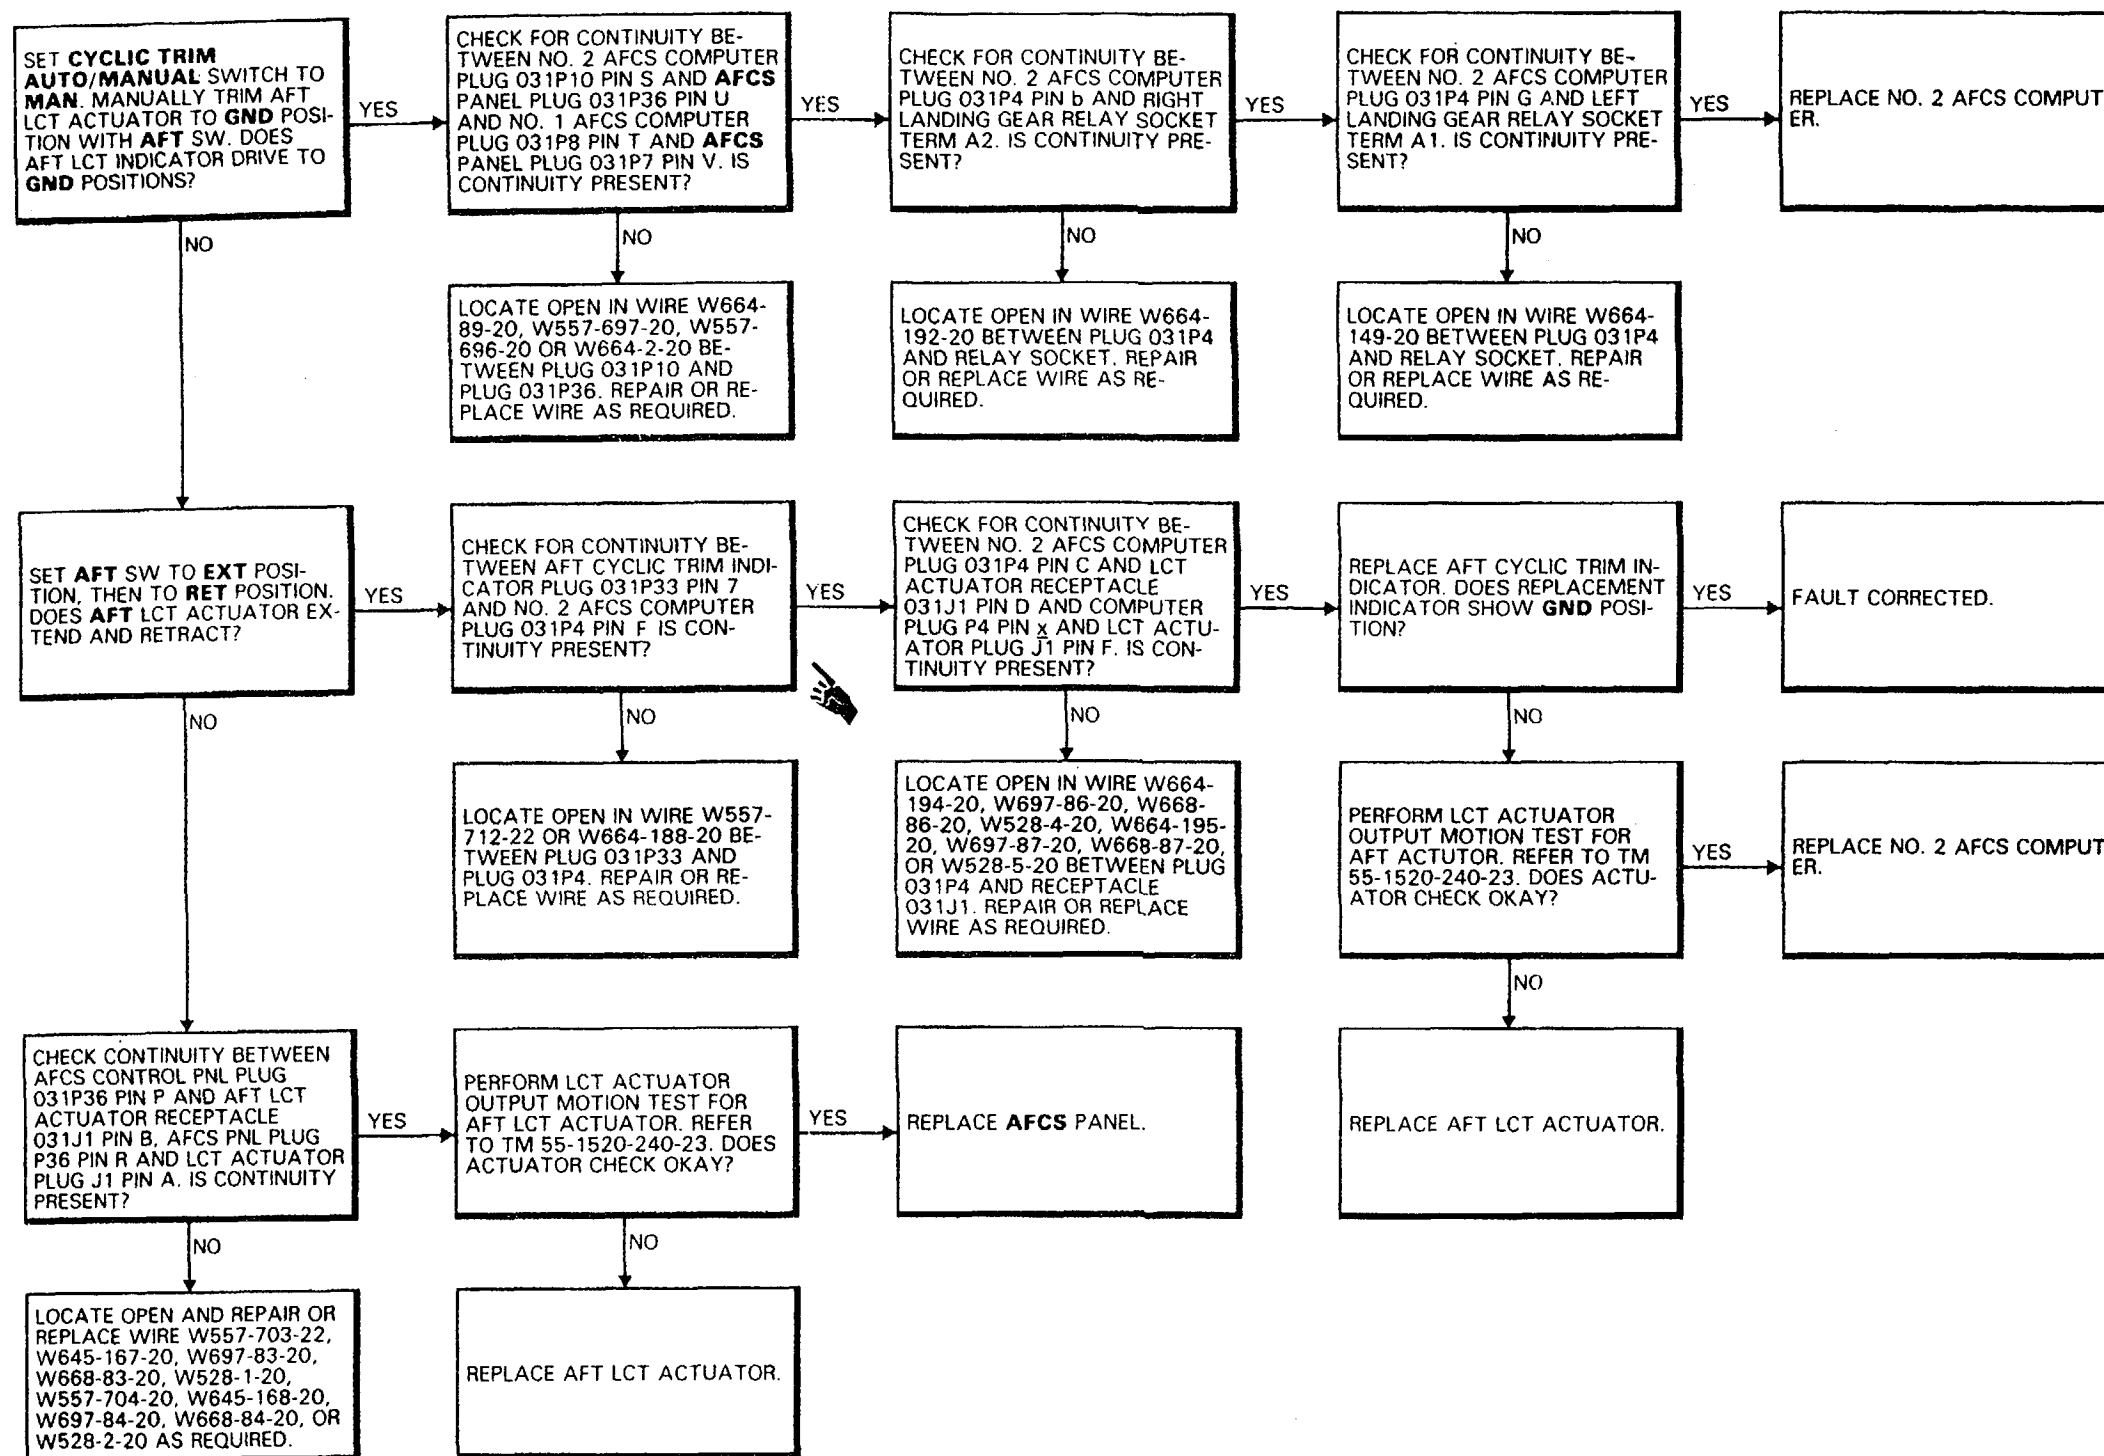 SET CYCLIC TRIM
AUTO/MANUAL SWITCH TO
MAN. MANUALLY TRIM AFT
LCT ACTUATOR TO GND POSI-
TION WITH AFT SW. DOES
AFT LCT INDICATOR DRIVE TO
GND POSITIONS?
YES
CHECK FOR CONTINUITY BE-
TWEEN NO. 2 AFCS COMPUTER
PLUG 031P10 PIN S AND AFCS
PANEL PLUG 031P36 PIN U
AND NO. 1 AFCS COMPUTER
PLUG 031P8 PIN T AND AFCS
PANEL PLUG 031P7 PIN V. IS
CONTINUITY PRESENT?
YES
CHECK FOR CONTINUITY BE-
TWEEN NO. 2 AFCS COMPUTER
PLUG 031P4 PIN b AND RIGHT
LANDING GEAR RELAY SOCKET
TERM A2. IS CONTINUITY PRE-
SENT?
YES
CHECK FOR CONTINUITY BE-
TWEEN NO. 2 AFCS COMPUTER
PLUG 031P4 PIN G AND LEFT
LANDING GEAR RELAY SOCKET
TERM A1. IS CONTINUITY PRE-
SENT?
YES
REPLACE NO. 2 AFCS COMPUT
ER.
NO
NO
NO
NO
LOCATE OPEN IN WIRE W664-
89-20, W557-697-20, W557-
696-20 OR W664-2-20 BE-
TWEEN PLUG 031P10 AND
PLUG 031P36. REPAIR OR RE-
PLACE WIRE AS REQUIRED.
LOCATE OPEN IN WIRE W664-
192-20 BETWEEN PLUG 031P4
AND RELAY SOCKET. REPAIR
OR REPLACE WIRE AS RE-
QUIRED.
LOCATE OPEN IN WIRE W664-
149-20 BETWEEN PLUG 031P4
AND RELAY SOCKET. REPAIR
OR REPLACE WIRE AS RE-
QUIRED.
SET AFT SW TO EXT POSI-
TION, THEN TO RET POSITION.
DOES AFT LCT ACTUATOR EX-
TEND AND RETRACT?
YES
CHECK FOR CONTINUITY BE-
TWEEN AFT CYCLIC TRIM INDI-
CATOR PLUG 031P33 PIN 7
AND NO. 2 AFCS COMPUTER
PLUG 031P4 PIN F IS CON-
TINUITY PRESENT?
YES
CHECK FOR CONTINUITY BE-
TWEEN NO. 2 AFCS COMPUTER
PLUG 031P4 PIN C AND LCT
ACTUATOR RECEPTACLE
031J1 PIN D AND COMPUTER
PLUG P4 PIN x AND LCT ACTU-
ATOR PLUG J1 PIN F. IS CON-
TINUITY PRESENT?
YES
REPLACE AFT CYCLIC TRIM IN-
DICATOR. DOES REPLACEMENT
INDICATOR SHOW GND POSI-
TION?
YES
FAULT CORRECTED.
NO
NO
NO
NO
LOCATE OPEN IN WIRE W557-
712-22 OR W664-188-20 BE-
TWEEN PLUG 031P33 AND
PLUG 031P4. REPAIR OR RE-
PLACE WIRE AS REQUIRED.
LOCATE OPEN IN WIRE W664-
194-20, W697-86-20, W668-
86-20, W528-4-20, W664-195-
20, W697-87-20, W668-87-20,
OR W528-5-20 BETWEEN PLUG
031P4 AND RECEPTACLE
031J1. REPAIR OR REPLACE
WIRE AS REQUIRED.
PERFORM LCT ACTUATOR
OUTPUT MOTION TEST FOR
AFT ACTUTOR. REFER TO TM
55-1520-240-23. DOES ACTU-
ATOR CHECK OKAY?
YES
REPLACE NO. 2 AFCS COMPUT
ER.
NO
CHECK CONTINUITY BETWEEN
AFCS CONTROL PNL PLUG
031P36 PIN P AND AFT LCT
ACTUATOR RECEPTACLE
031J1 PIN B, AFCS PNL PLUG
P36 PIN R AND LCT ACTUATOR
PLUG J1 PIN A. IS CONTINUITY
PRESENT?
YES
PERFORM LCT ACTUATOR
OUTPUT MOTION TEST FOR
AFT LCT ACTUATOR. REFER
TO TM 55-1520-240-23. DOES
ACTUATOR CHECK OKAY?
YES
REPLACE AFCS PANEL.
REPLACE AFT LCT ACTUATOR.
NO
NO
LOCATE OPEN AND REPAIR OR
REPLACE WIRE W557-703-22,
W645-167-20, W697-83-20,
W668-83-20, W528-1-20,
W557-704-20, W645-168-20,
W697-84-20, W668-84-20, OR
W528-2-20 AS REQUIRED.
REPLACE AFT LCT ACTUATOR.